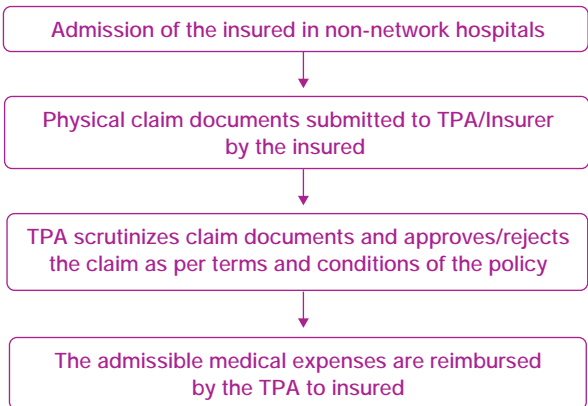 Admission of the insured in non-network hospitals
Physical claim documents submitted to TPA/Insurer
by the insured
TPA scrutinizes claim documents and approves/rejects
the claim as per terms and conditions of the policy
The admissible medical expenses are reimbursed
by the TPA to insured